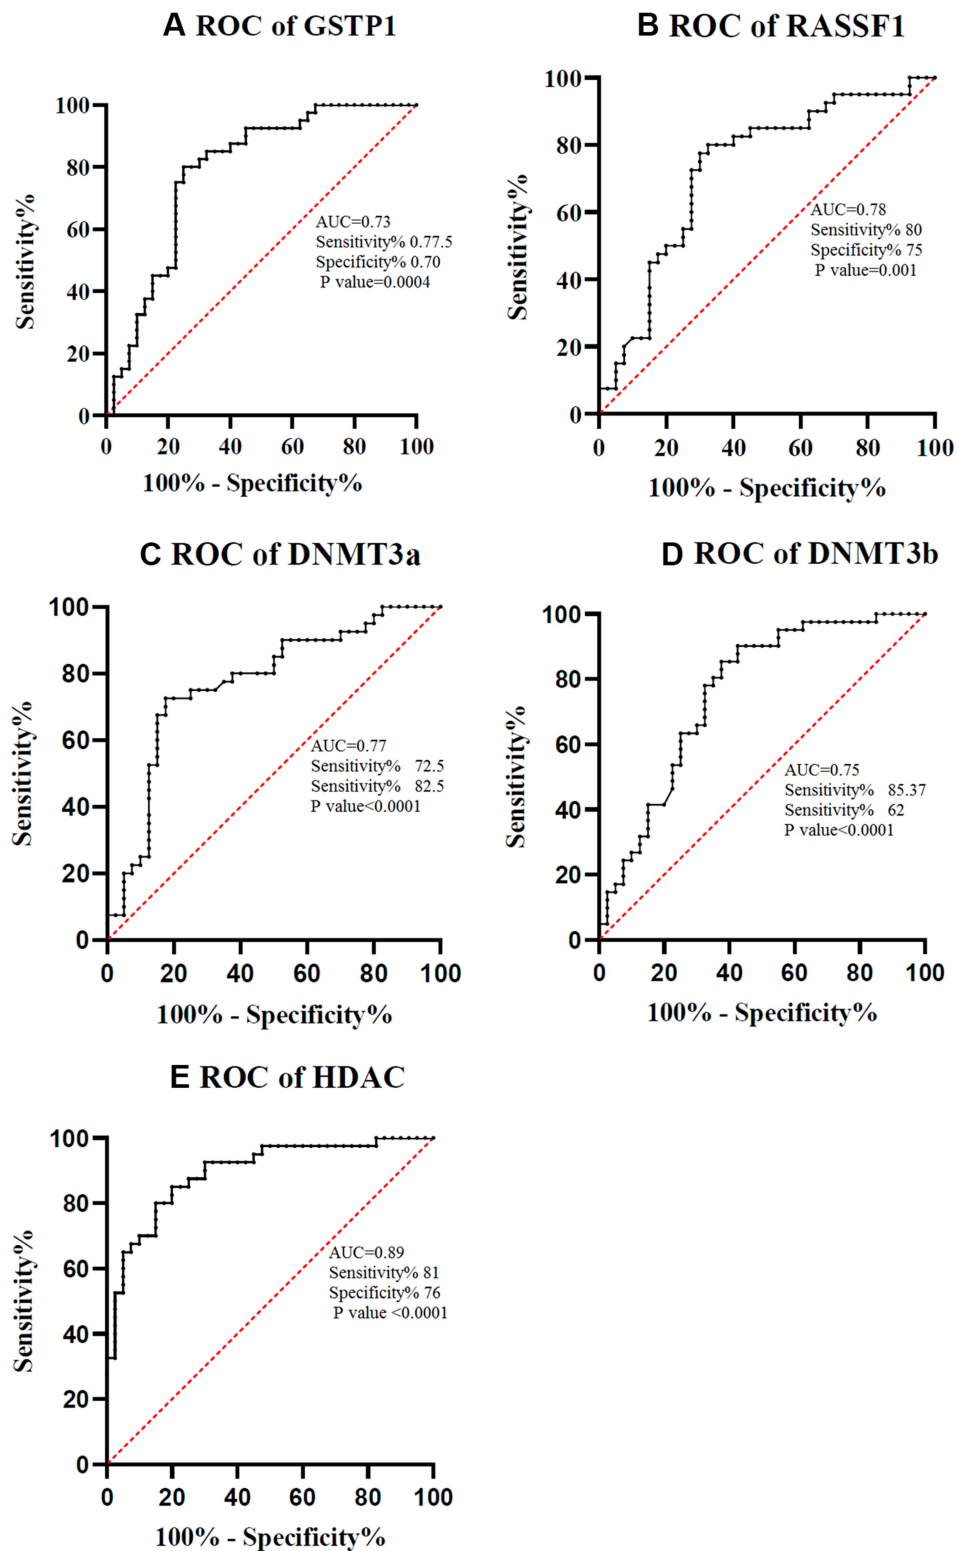 A ROC of GSTP1
100
80
60
40
20
0
Sensitivity%
AUC=0.73
Sensitivity% 0.77.5
Specificity% 0.70
P value=0.0004
0 20 40 60 80 100
100% - Specificity%
B ROC of RASSF1
100
80
60
40
20
0
Sensitivity%
AUC=0.78
Sensitivity% 80
Specificity% 75
P value=0.001
0 20 40 60 80 100
100% - Specificity%
C ROC of DNMT3a
100
80
60
40
20
0
Sensitivity%
AUC=0.77
Sensitivity% 72.5
Sensitivity% 82.5
P value<0.0001
0 20 40 60 80 100
100% - Specificity%
D ROC of DNMT3b
100
80
60
40
20
0
Sensitivity%
AUC=0.75
Sensitivity% 85.37
Sensitivity% 62
P value<0.0001
0 20 40 60 80 100
100% - Specificity%
E ROC of HDAC
100
80
60
40
20
0
Sensitivity%
AUC=0.89
Sensitivity% 81
Specificity% 76
P value <0.0001
0 20 40 60 80 100
100% - Specificity%